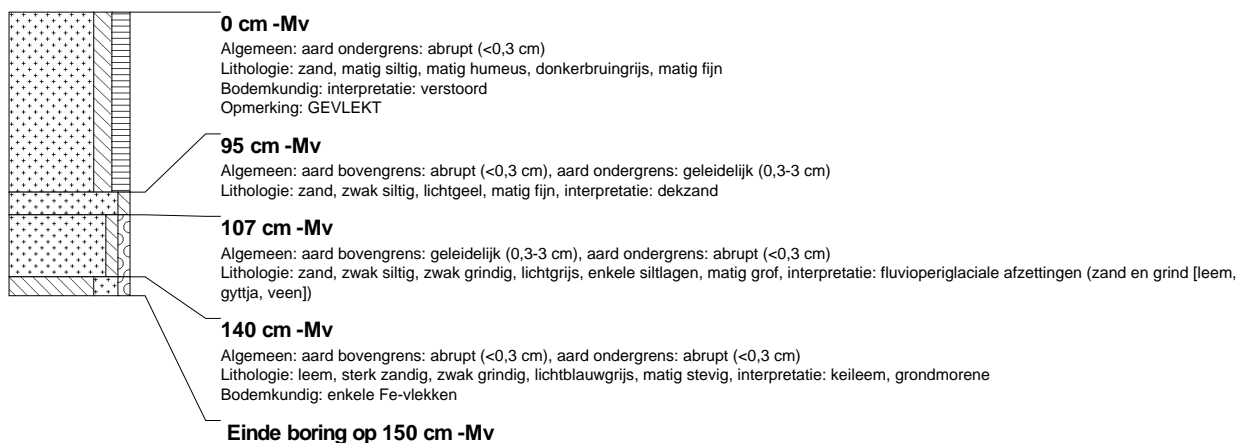 0 cm -Mv
Algemeen: aard ondergrens: abrupt (<0,3 cm)
Lithologie: zand, matig siltig, matig humeus, donkerbruingrijs, matig fijn
Bodemkundig: interpretatie: verstoord
Opmerking: GEVLEKT
95 cm -Mv
Algemeen: aard bovengrens: abrupt (<0,3 cm), aard ondergrens: geleidelijk (0,3-3 cm)
Lithologie: zand, zwak siltig, lichtgeel, matig fijn, interpretatie: dekzand
107 cm -Mv
Algemeen: aard bovengrens: geleidelijk (0,3-3 cm), aard ondergrens: abrupt (<0,3 cm)
Lithologie: zand, zwak siltig, zwak grindig, lichtgrijs, enkele siltlagen, matig grof, interpretatie: fluvioperiglaciale afzettingen (zand en grind [leem,
gyttja, veen])
140 cm -Mv
Algemeen: aard bovengrens: abrupt (<0,3 cm), aard ondergrens: abrupt (<0,3 cm)
Lithologie: leem, sterk zandig, zwak grindig, lichtblauwgrijs, matig stevig, interpretatie: keileem, grondmorene
Bodemkundig: enkele Fe-vlekken
Einde boring op 150 cm -Mv